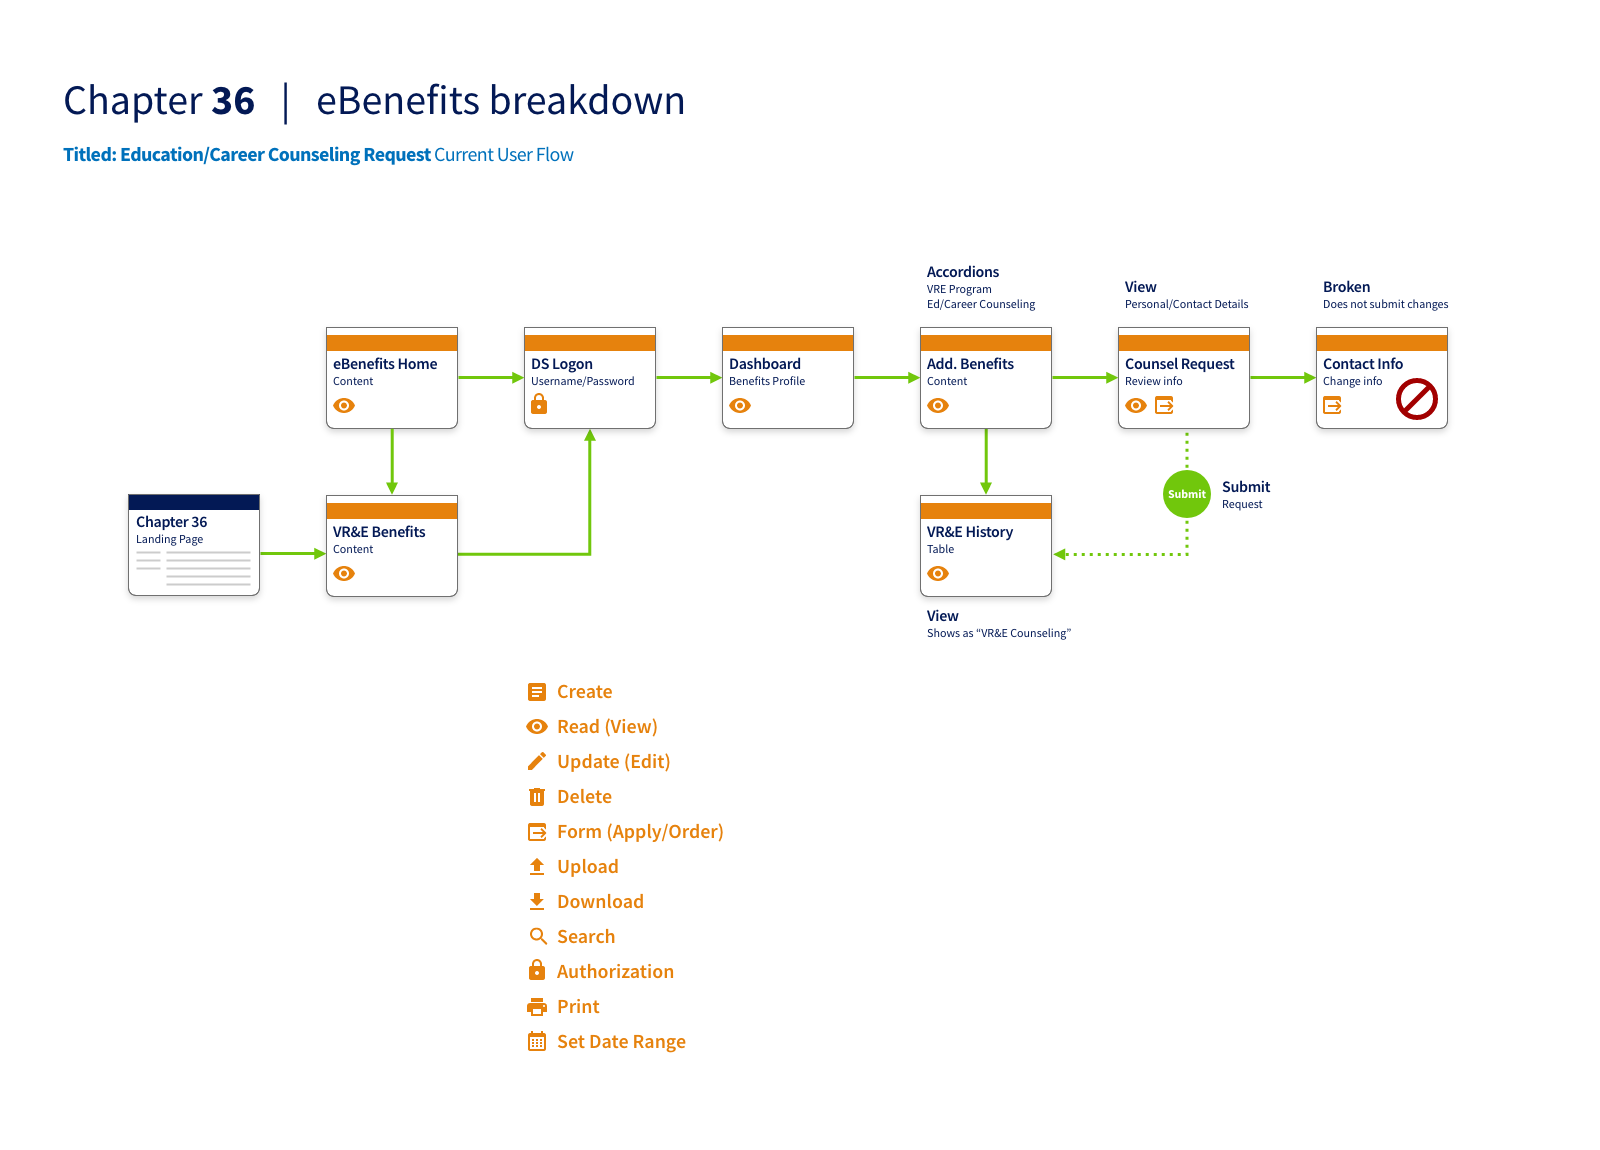 Chapter 36 | eBenefits breakdown
Titled: Education/Career Counseling Request Current User Flow
Accordions
VRE Program
Ed/Career Counseling
View
Personal/Contact Details
Broken
Does not submit changes
eBenefits Home
Content
DS Logon
Username/Password
Dashboard
Benefits Profile
Add. Benefits
Content
Counsel Request
Review info
Contact Info
Change info
Submit
Submit
Request
Chapter 36
Landing Page
VR&E Benefits
Content
VR&E History
Table
View
Shows as “VR&E Counseling”
Create
Read (View)
Update (Edit)
Delete
Form (Apply/Order)
Upload
Download
Search
Authorization
Print
Set Date Range